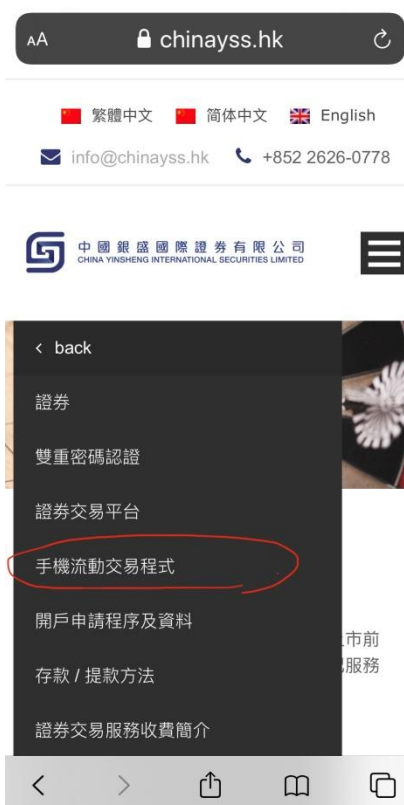 AA chinayss.hk
繁體中文 简体中文 English
info@chinayss.hk +852 2626-0778
中國銀盛國際證券有限公司
CHINA YINSHENG INTERNATIONAL SECURITIES LIMITED
< back
證券
雙重密碼認證
證券交易平台
手機流動交易程式
開戶申請程序及資料
市前
存款 / 提款方法
服務
證券交易服務收費簡介